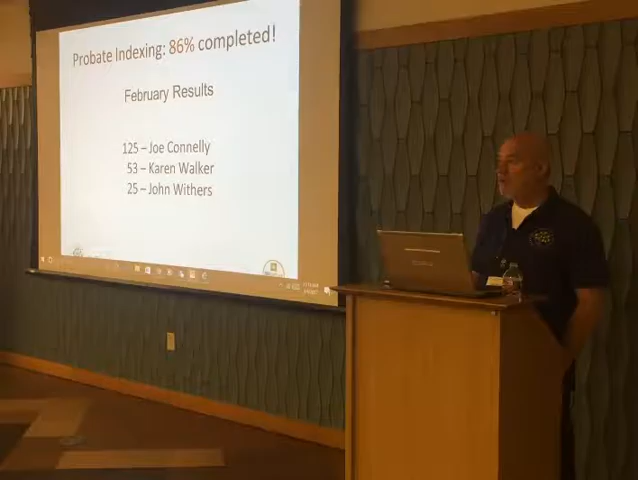 Probate Indexing: 86% completed!
February Results
125 – Joe Connelly
53 – Karen Walker
25 – John Withers